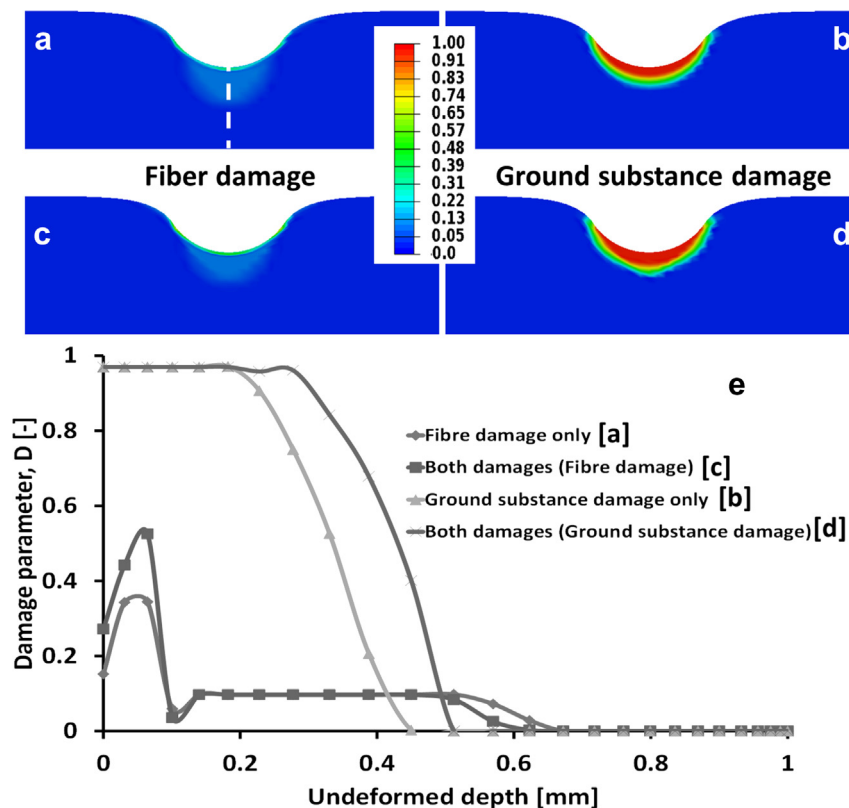 a
b
1.00
0.91
0.83
0.74
0.65
0.57
0.48
0.39
0.31
0.22
0.13
0.05
0.0
Fiber damage
Ground substance damage
c
d
e
Fibre damage only [a]
Both damages (Fibre damage) [c]
Ground substance damage only [b]
Both damages (Ground substance damage) [d]
Damage parameter, D [-]
1
0.8
0.6
0.4
0.2
0
0
0.2
0.4
0.6
0.8
1
Undeformed depth [mm]